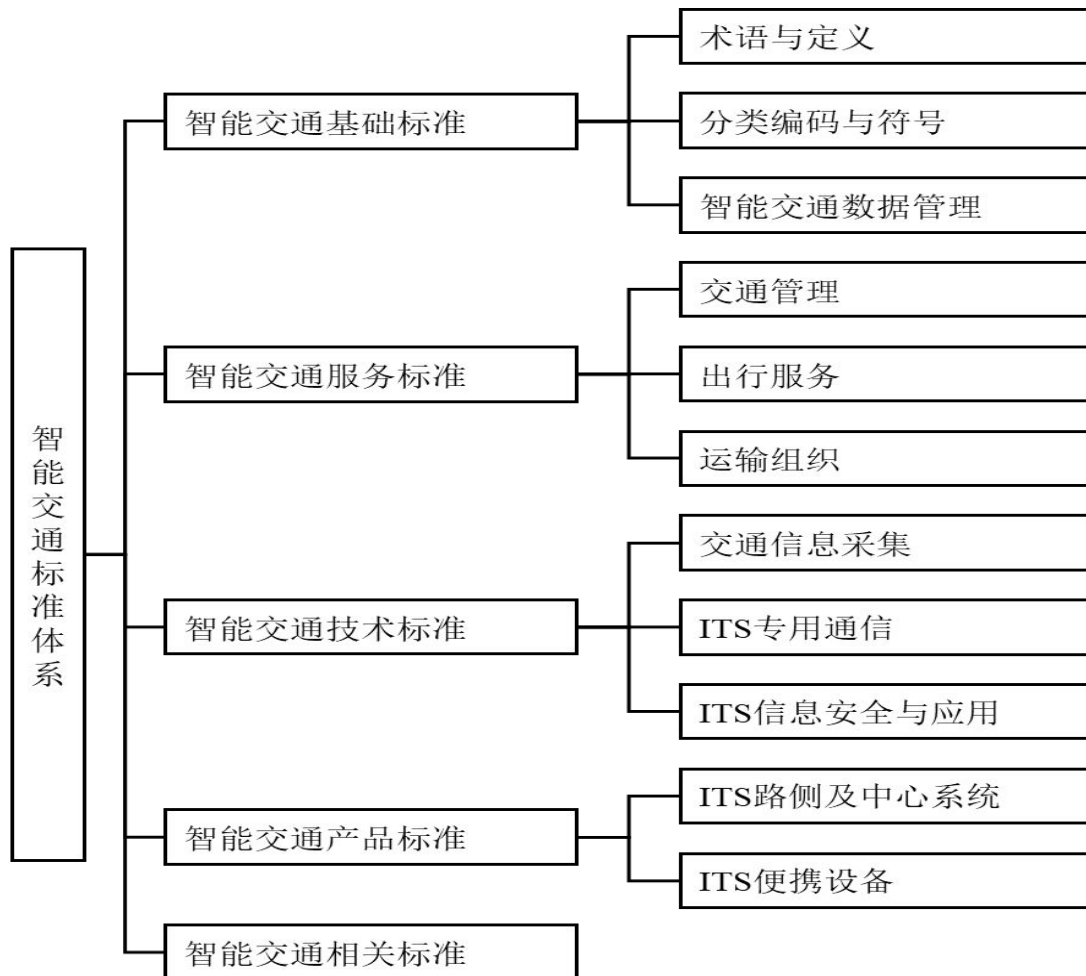 智能交通标准体系
智能交通基础标准
术语与定义
分类编码与符号
智能交通数据管理
智能交通服务标准
交通管理
出行服务
运输组织
智能交通技术标准
交通信息采集
ITS专用通信
ITS信息安全与应用
智能交通产品标准
ITS路侧及中心系统
ITS便携设备
智能交通相关标准